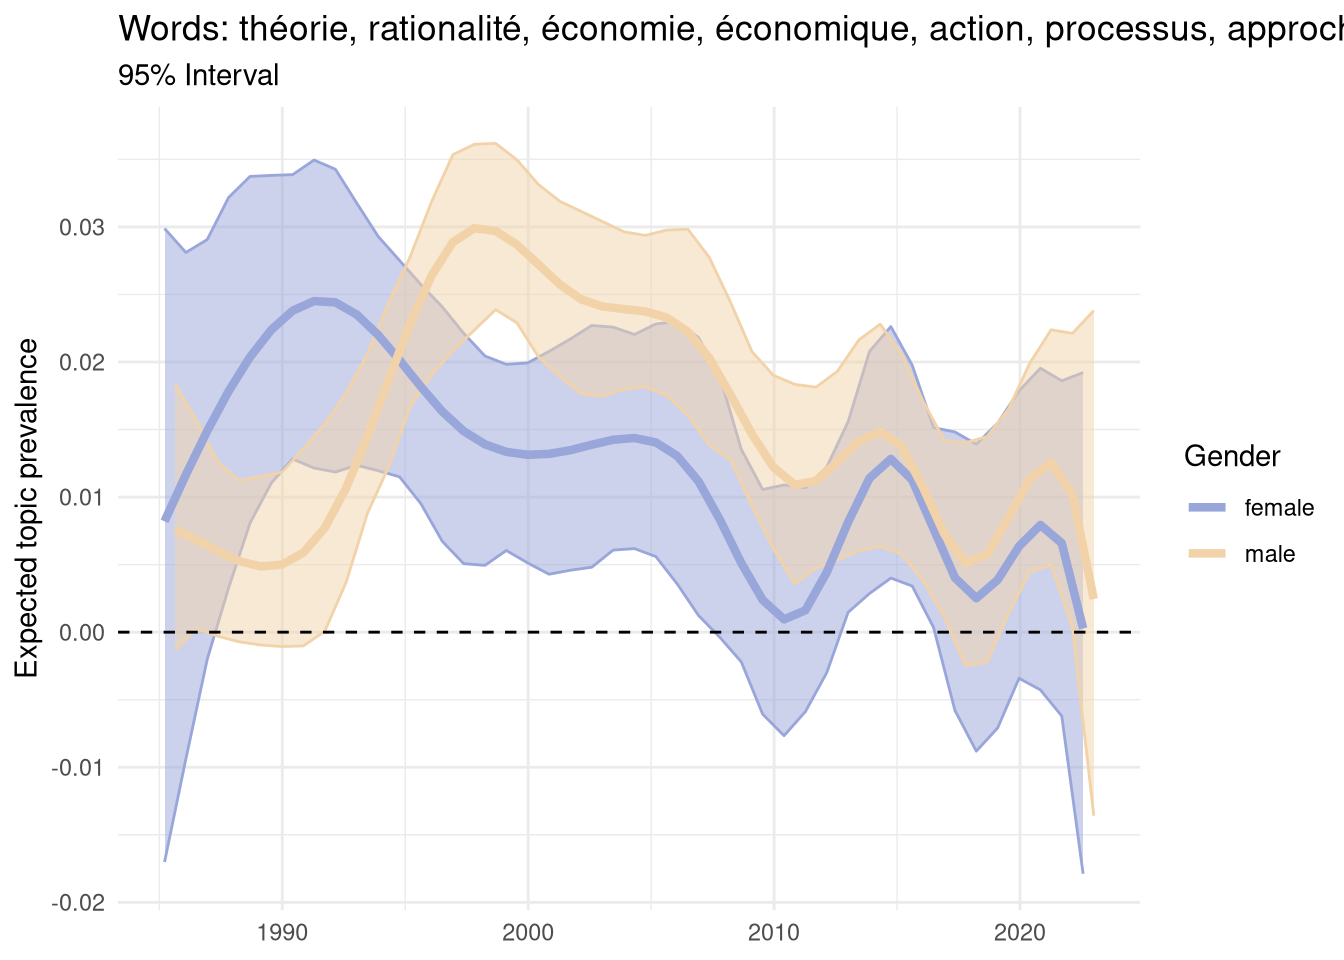 Words: théorie, rationalité, économie, économique, action, processus,
95% Interval
Expected topic prevalence
0.03
0.02
0.01
0.00
-0.01
-0.02
1990
2000
2010
2020
Gender
female
male